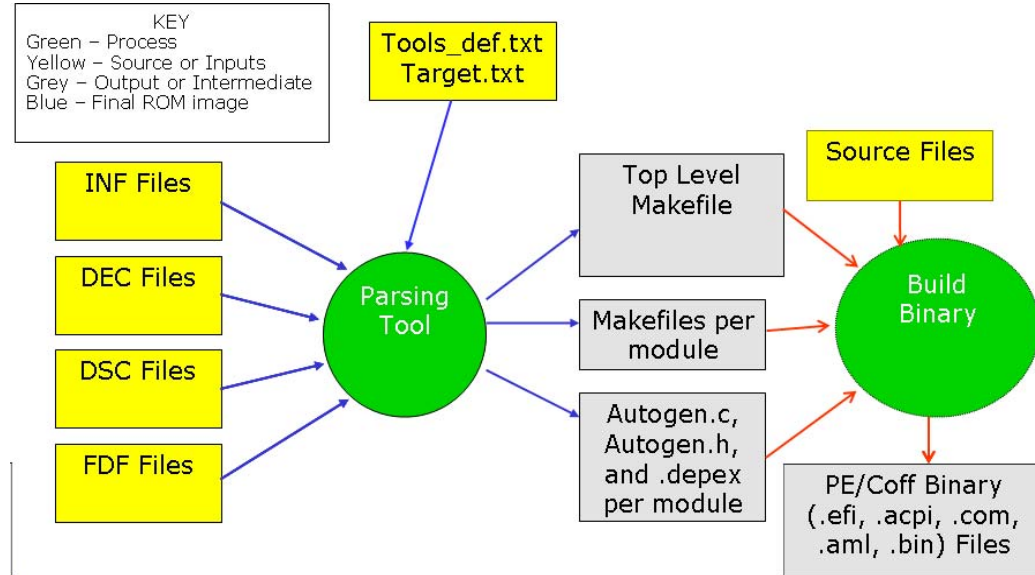 KEY
Green – Process
Yellow – Source or Inputs
Grey – Output or Intermediate
Blue – Final ROM image
Tools_def.txt
Target.txt
INF Files
DEC Files
DSC Files
FDF Files
Parsing
Tool
Top Level
Makefile
Makefiles per
module
Autogen.c,
Autogen.h,
and .depex
per module
Source Files
Build
Binary
PE/Coff Binary
(.efi, .acpi, .com,
.aml, .bin) Files